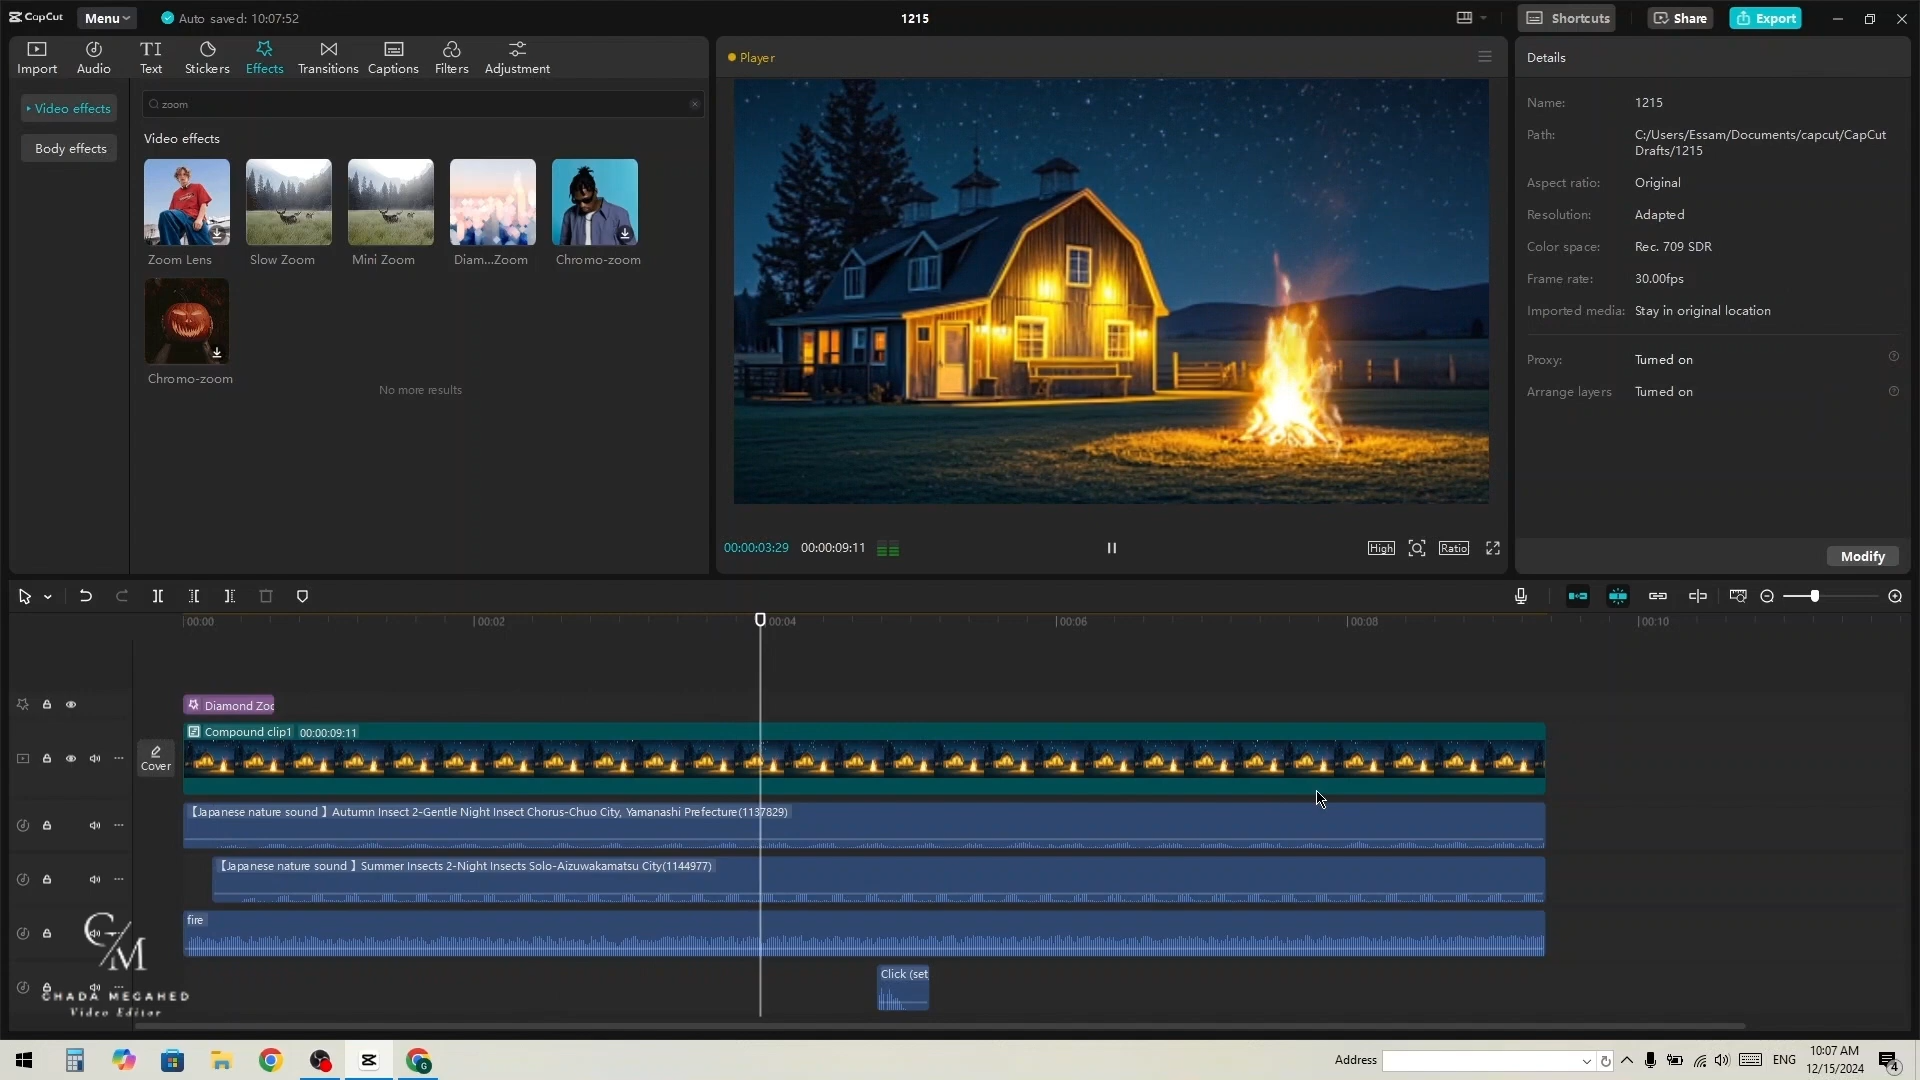 CapCut
Menu
Auto saved: 10:07:52
1215
Shortcuts
Share
Export
Import
Audio
Text
Stickers
Effects
Transitions
Captions
Filters
Adjustment
Video effects
Body effects
zoom
Video effects
Zoom Lens
Slow Zoom
Mini Zoom
Diam...Zoom
Chromo-zoom
Chromo-zoom
No more results
Player
00:00:03:29
00:00:09:11
High
Ratio
Details
Name: 1215
Path: C:/Users/Essam/Documents/capcut/CapCut
Drafts/1215
Aspect ratio: Original
Resolution: Adapted
Color space: Rec. 709 SDR
Frame rate: 30.00fps
Imported media: Stay in original location
Proxy: Turned on
Arrange layers Turned on
Modify
00:00
00:02
00:04
00:06
00:08
00:10
Diamond Zoo
Compound clip1 00:00:09:11
Cover
【Japanese nature sound 】Autumn Insect 2-Gentle Night Insect Chorus-Chuo City, Yamanashi Prefecture(1137829)
【Japanese nature sound 】Summer Insects 2-Night Insects Solo-Aizuwakamatsu City(1144977)
fire
Click (set
G/M
GHADA MEGAHED
Video Editor
Address
ENG
10:07 AM
12/15/2024
4